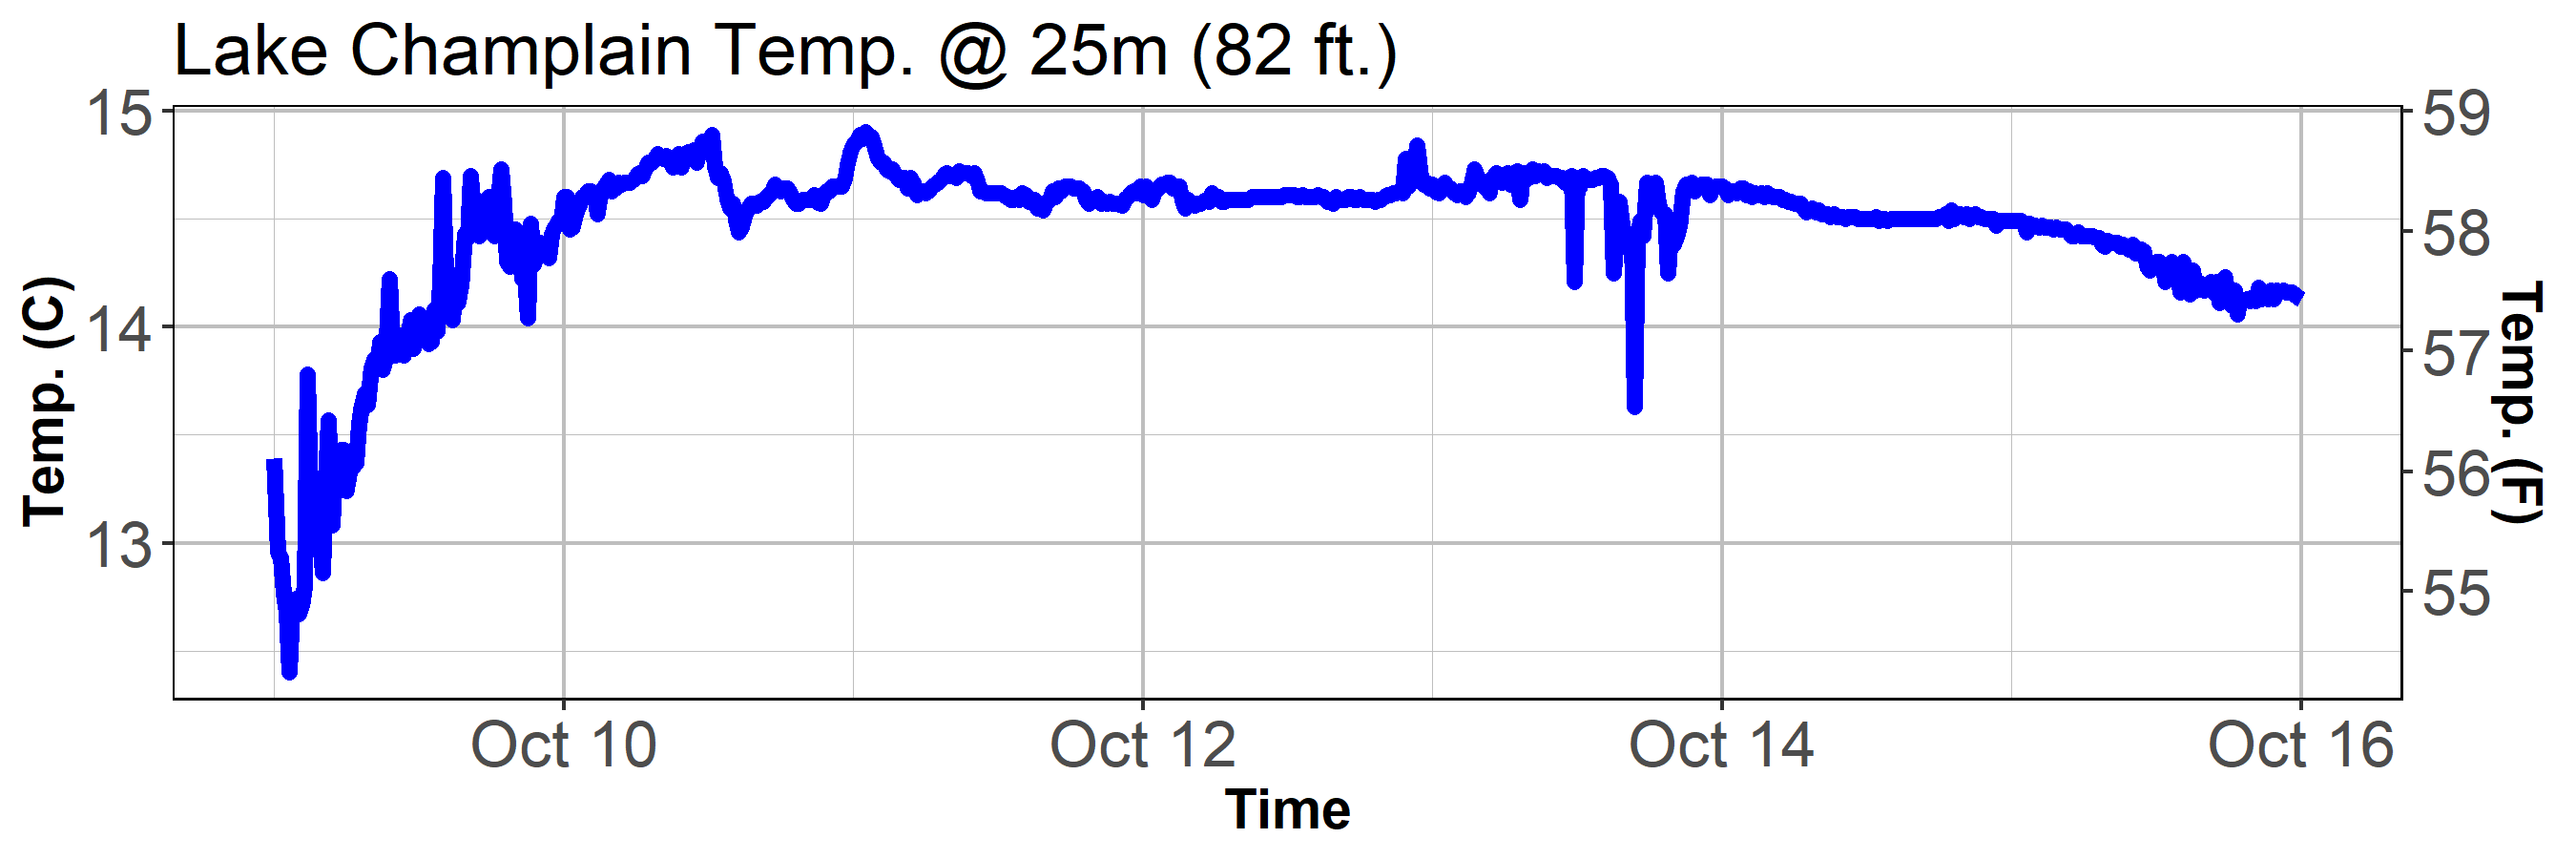 Lake Champlain Temp. @ 25m (82 ft.)
15
14
13
Temp. (C)
59
58
57
56
55
Temp. (F)
Oct 10
Oct 12
Oct 14
Oct 16
Time